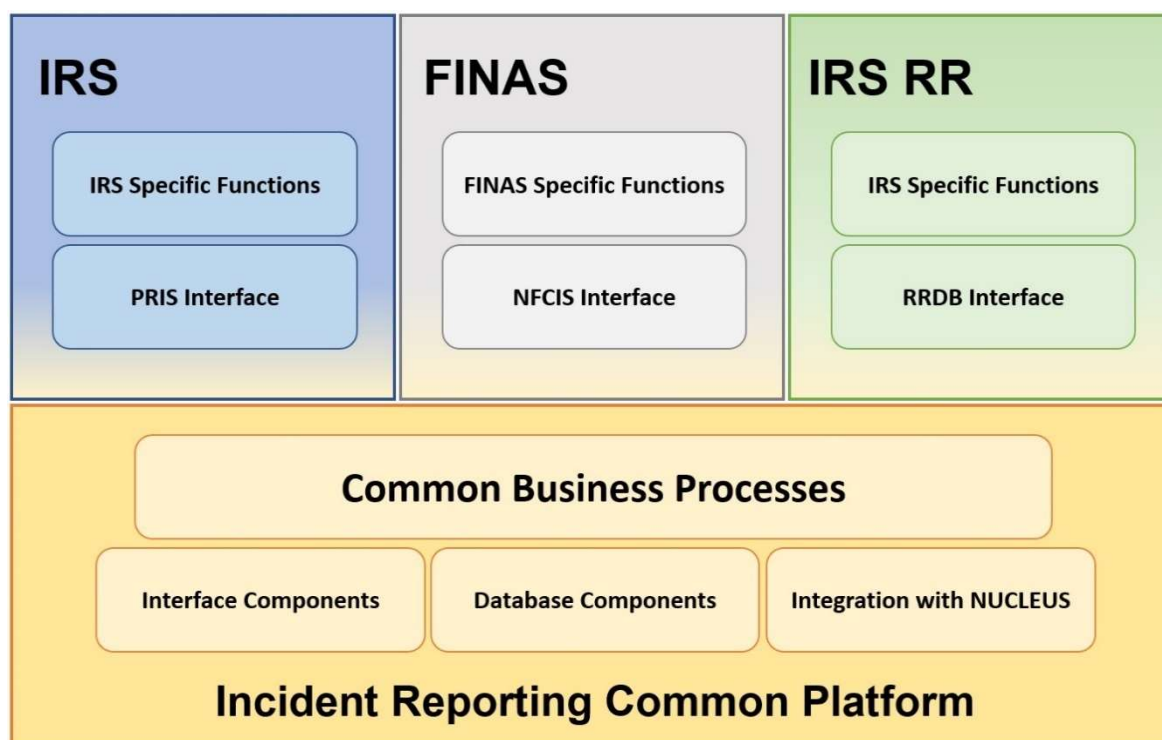 IRS
IRS Specific Functions
PRIS Interface
FINAS
FINAS Specific Functions
NFCIS Interface
IRS RR
IRS Specific Functions
RRDB Interface
Common Business Processes
Interface Components
Database Components
Integration with NUCLEUS
Incident Reporting Common Platform